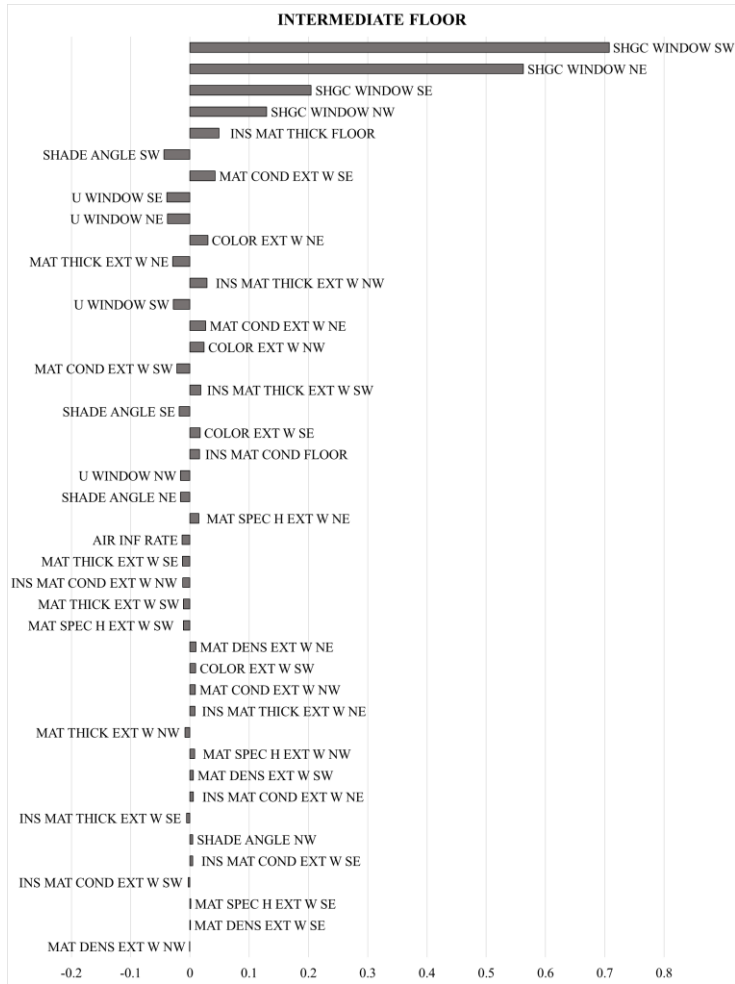 INTERMEDIATE FLOOR
SHGC WINDOW SW
SHGC WINDOW NE
SHGC WINDOW SE
SHGC WINDOW NW
INS MAT THICK FLOOR
SHADE ANGLE SW
MAT COND EXT W SE
U WINDOW SE
U WINDOW NE
COLOR EXT W NE
MAT THICK EXT W NE
INS MAT THICK EXT W NW
U WINDOW SW
MAT COND EXT W NE
COLOR EXT W NW
MAT COND EXT W SW
INS MAT THICK EXT W SW
SHADE ANGLE SE
COLOR EXT W SE
INS MAT COND FLOOR
U WINDOW NW
SHADE ANGLE NE
MAT SPEC H EXT W NE
AIR INF RATE
MAT THICK EXT W SE
INS MAT COND EXT W NW
MAT THICK EXT W SW
MAT SPEC H EXT W SW
MAT DENS EXT W NE
COLOR EXT W SW
MAT COND EXT W NW
INS MAT THICK EXT W NE
MAT THICK EXT W NW
MAT SPEC H EXT W NW
MAT DENS EXT W SW
INS MAT COND EXT W NE
INS MAT THICK EXT W SE
SHADE ANGLE NW
INS MAT COND EXT W SE
INS MAT COND EXT W SW
MAT SPEC H EXT W SE
MAT DENS EXT W SE
MAT DENS EXT W NW
-0.2 -0.1 0 0.1 0.2 0.3 0.4 0.5 0.6 0.7 0.8